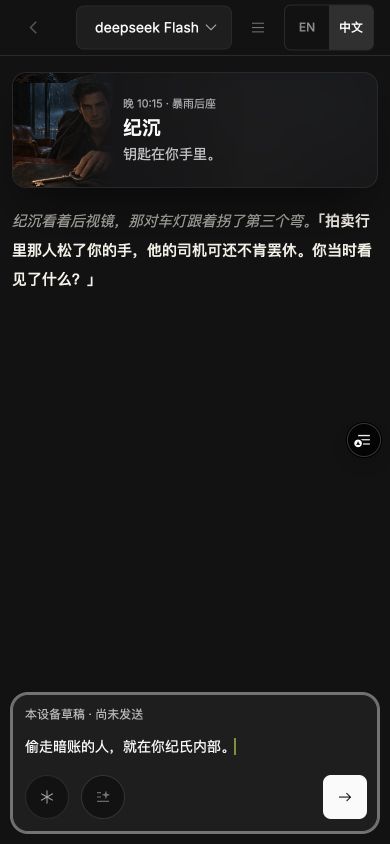 deepseek Flash
EN
中文
晚 10:15 · 暴雨后座
纪沉
钥匙在你手里。
纪沉看着后视镜，那对车灯跟着拐了第三个弯。「拍卖行
里那人松了你的手，他的司机可还不肯罢休。你当时看
见了什么？」
本设备草稿 · 尚未发送
偷走暗账的人，就在你纪氏内部。